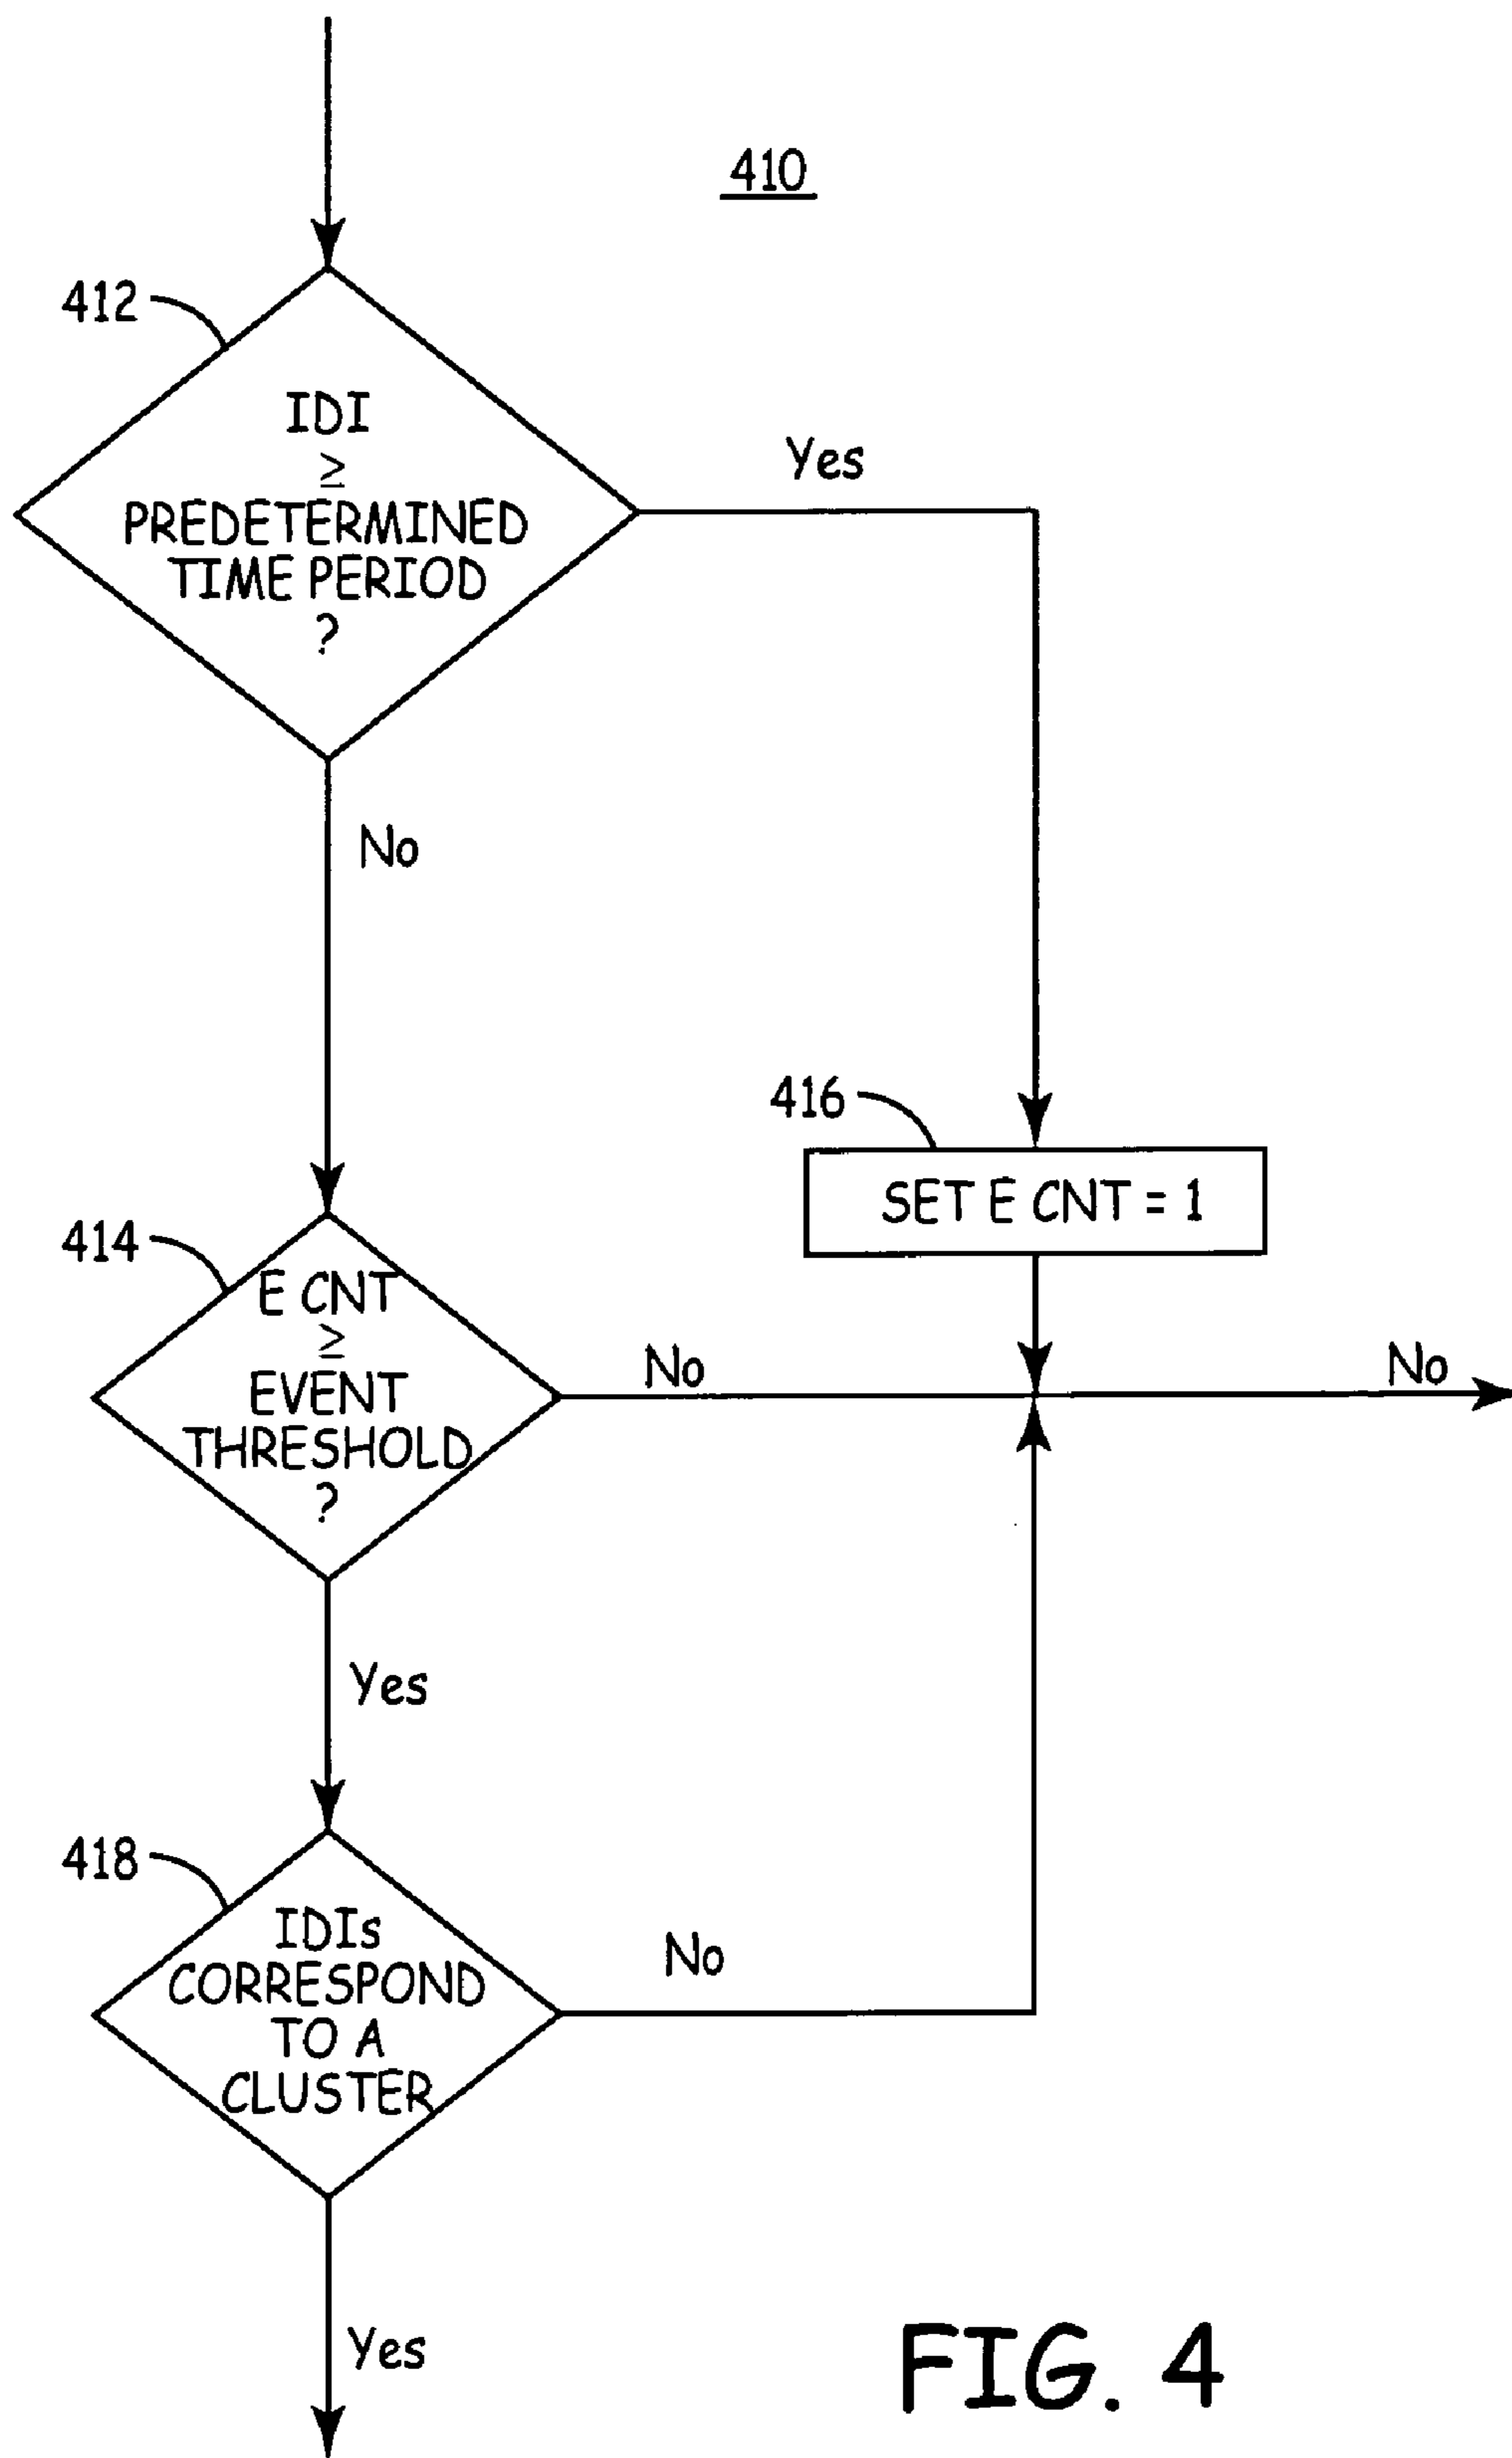 410
412
IDI
≥
PREDETERMINED
TIME PERIOD
?
Yes
No
416
SET E CNT = 1
414
E CNT
≥
EVENT
THRESHOLD
?
No
No
Yes
418
IDIs
CORRESPOND
TO A
CLUSTER
No
Yes
FIG. 4